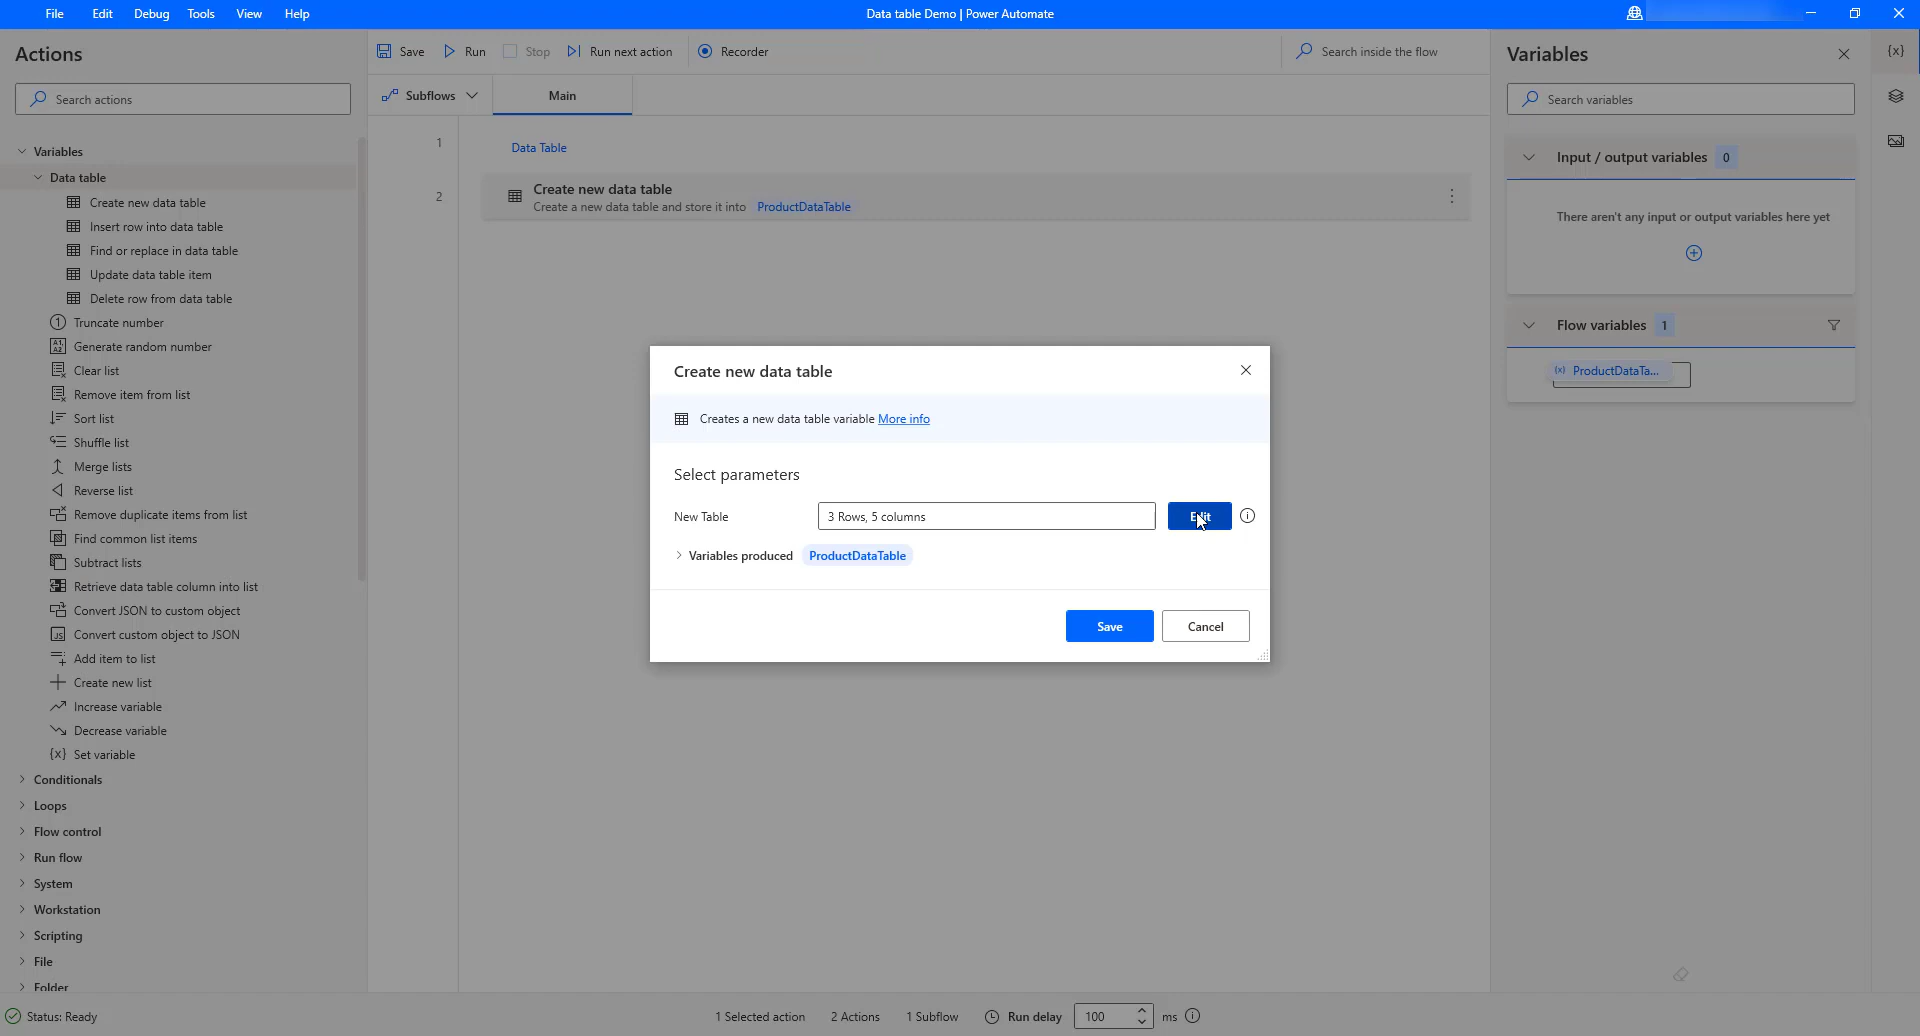 File Edit Debug Tools View Help
Data table Demo | Power Automate
Actions
Search actions
Variables
Data table
Create new data table
Insert row into data table
Find or replace in data table
Update data table item
Delete row from data table
Truncate number
Generate random number
Clear list
Remove item from list
Sort list
Shuffle list
Merge lists
Reverse list
Remove duplicate items from list
Find common list items
Subtract lists
Retrieve data table column into list
Convert JSON to custom object
Convert custom object to JSON
Add item to list
Create new list
Increase variable
Decrease variable
{x} Set variable
Conditionals
Loops
Flow control
Run flow
System
Workstation
Scripting
File
Folder
Save Run Stop Run next action Recorder
Search inside the flow
Subflows Main
1 Data Table
2 Create new data table
Create a new data table and store it into ProductDataTable
Create new data table
Creates a new data table variable More info
Select parameters
New Table 3 Rows, 5 columns Edit
Variables produced ProductDataTable
Save Cancel
Variables
{x}
Search variables
Input / output variables 0
There aren't any input or output variables here yet
Flow variables 1
(x) ProductDataTa...
Status: Ready
1 Selected action 2 Actions 1 Subflow Run delay 100 ms